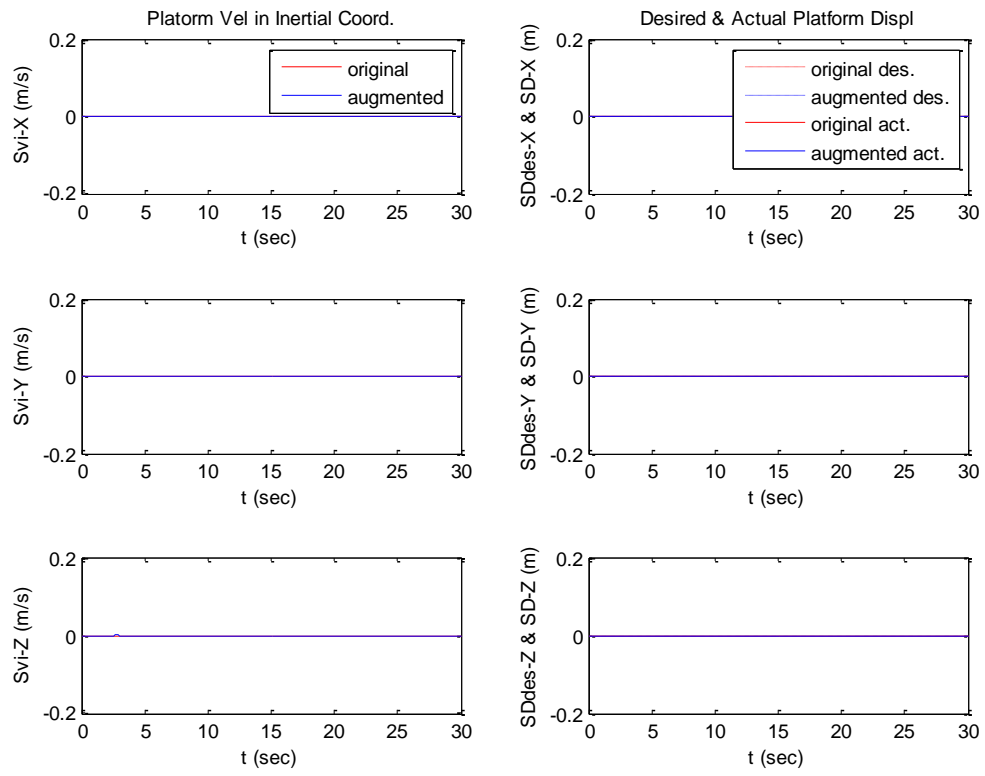 Platorm Vel in Inertial Coord.
Desired & Actual Platform Displ
0.2
0
-0.2
Svi-X (m/s)
original
augmented
0 5 10 15 20 25 30
t (sec)
0.2
0
-0.2
SDdes-X & SD-X (m)
original des.
augmented des.
original act.
augmented act.
0 5 10 15 20 25 30
t (sec)
0.2
0
-0.2
Svi-Y (m/s)
0 5 10 15 20 25 30
t (sec)
0.2
0
-0.2
SDdes-Y & SD-Y (m)
0 5 10 15 20 25 30
t (sec)
0.2
0
-0.2
Svi-Z (m/s)
0 5 10 15 20 25 30
t (sec)
0.2
0
-0.2
SDdes-Z & SD-Z (m)
0 5 10 15 20 25 30
t (sec)